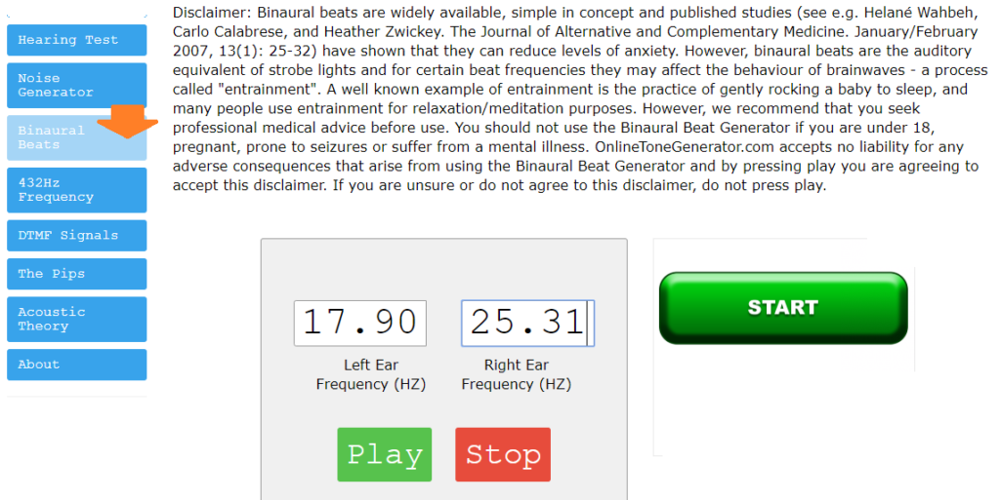 Hearing Test
Noise
Generator
Binaural
Beats
432Hz
Frequency
DTMF Signals
The Pips
Acoustic
Theory
About
Disclaimer: Binaural beats are widely available, simple in concept and published studies (see e.g. Helané Wahbeh,
Carlo Calabrese, and Heather Zwickey. The Journal of Alternative and Complementary Medicine. January/February
2007, 13(1): 25-32) have shown that they can reduce levels of anxiety. However, binaural beats are the auditory
equivalent of strobe lights and for certain beat frequencies they may affect the behaviour of brainwaves - a process
called "entrainment". A well known example of entrainment is the practice of gently rocking a baby to sleep, and
many people use entrainment for relaxation/meditation purposes. However, we recommend that you seek
professional medical advice before use. You should not use the Binaural Beat Generator if you are under 18,
pregnant, prone to seizures or suffer from a mental illness. OnlineToneGenerator.com accepts no liability for any
adverse consequences that arise from using the Binaural Beat Generator and by pressing play you are agreeing to
accept this disclaimer. If you are unsure or do not agree to this disclaimer, do not press play.
17.90 25.31
Left Ear Right Ear
Frequency (HZ) Frequency (HZ)
Play Stop
START